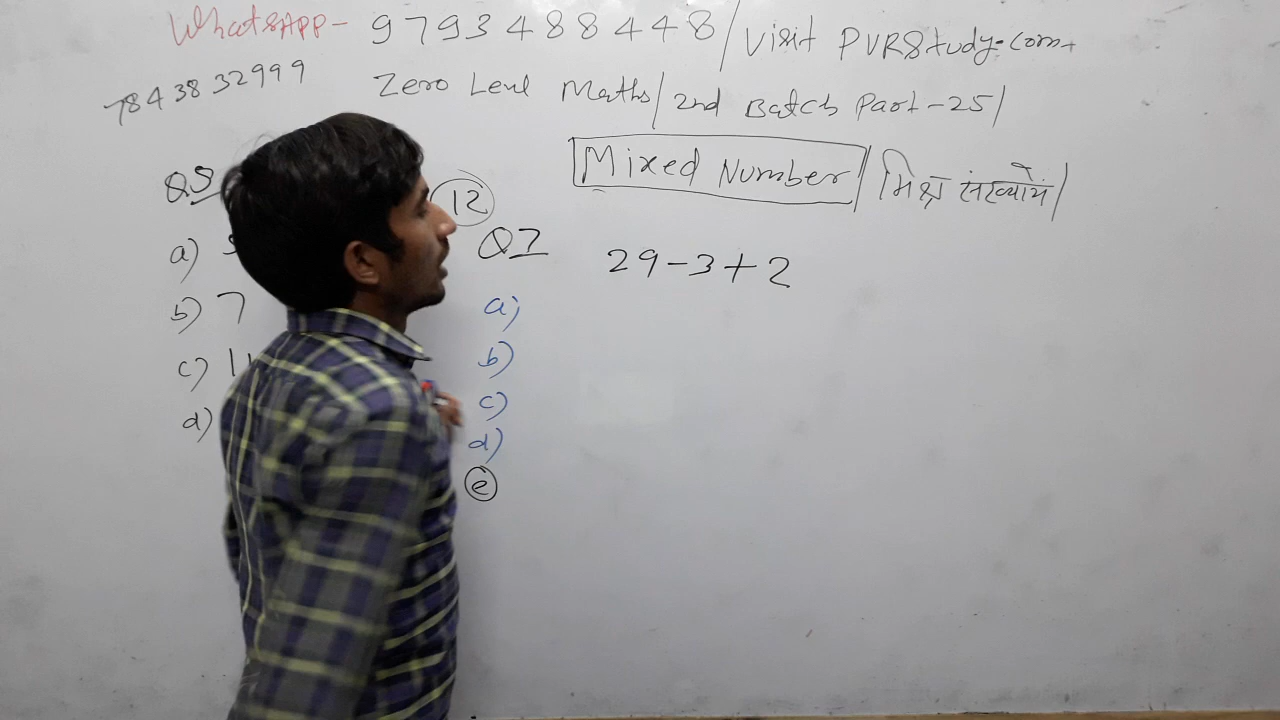 WhatsAPP- 9793488448/Visit PVRStudy.com
7843832999
Zero Level Maths/2nd Batch Part-25/
Mixed Number/मिश्र संख्यायें/
Q5
a)
b) 7
c) 11
d)
12
Q7 29-3+2
a)
b)
c)
d)
e